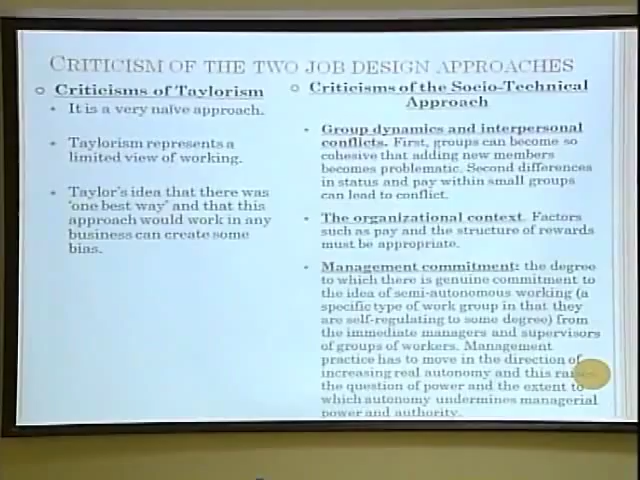 CRITICISM OF THE TWO JOB DESIGN APPROACHES
Criticisms of Taylorism
It is a very naïve approach.
Taylorism represents a
limited view of working.
Taylor's idea that there was
'one best way' and that this
approach would work in any
business can create some
bias.
Criticisms of the Socio-Technical
Approach
Group dynamics and interpersonal
conflicts. First, groups can become so
cohesive that adding new members
becomes problematic. Second differences
in status and pay within small groups
can lead to conflict.
The organizational context. Factors
such as pay and the structure of rewards
must be appropriate.
Management commitment: the degree
to which there is genuine commitment to
the idea of semi-autonomous working (a
specific type of work group in that they
are self-regulating to some degree) from
the immediate managers and supervisors
of groups of workers. Management
practice has to move in the direction of
increasing real autonomy and this
the question of power and the extent to
which autonomy undermines managerial
power and authority.